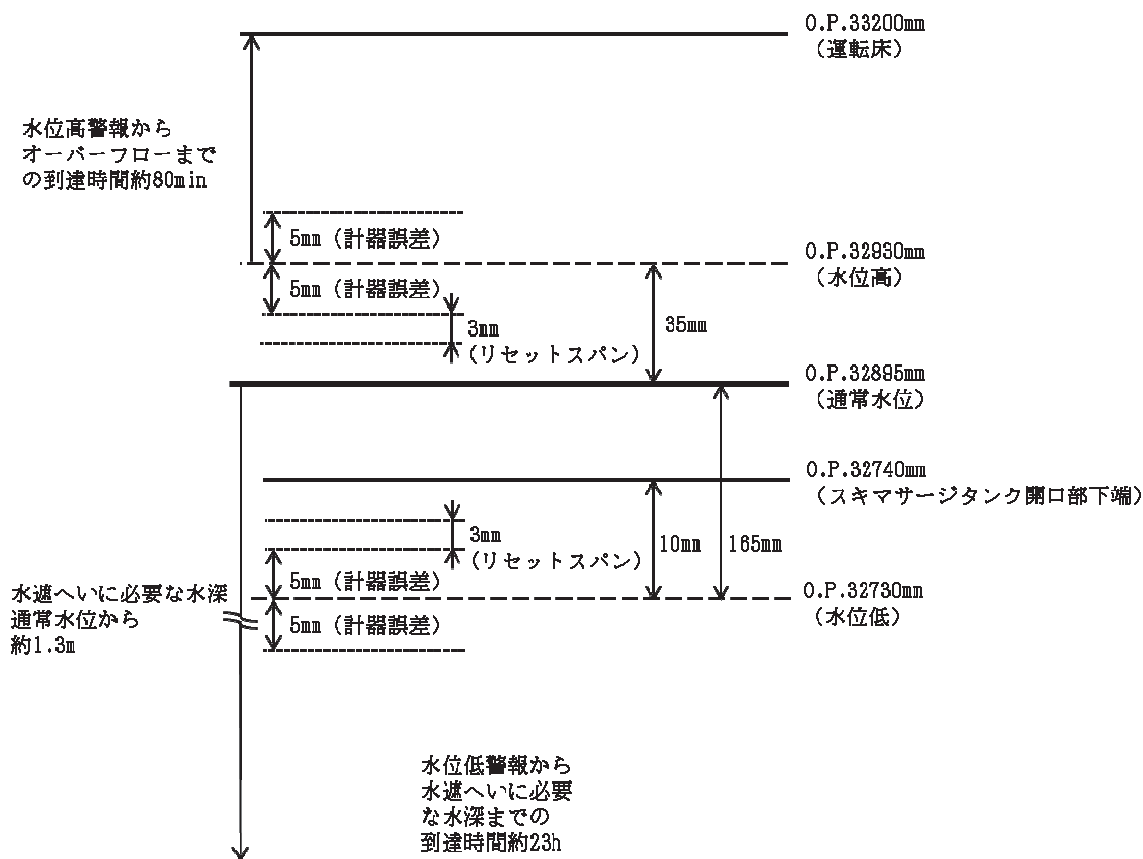 O.P.33200mm
(運転床)
水位高警報から
オーバーフローまで
の到達時間約80min
5mm (計器誤差)
O.P.32930mm
(水位高)
5mm (計器誤差)
3mm
(リセットスパン)
35mm
O.P.32895mm
(通常水位)
O.P.32740mm
(スキマサージタンク開口部下端)
3mm
(リセットスパン)
10mm
165mm
5mm (計器誤差)
O.P.32730mm
(水位低)
水遮へいに必要な水深
通常水位から
約1.3m
5mm (計器誤差)
水位低警報から
水遮へいに必要
な水深までの
到達時間約23h